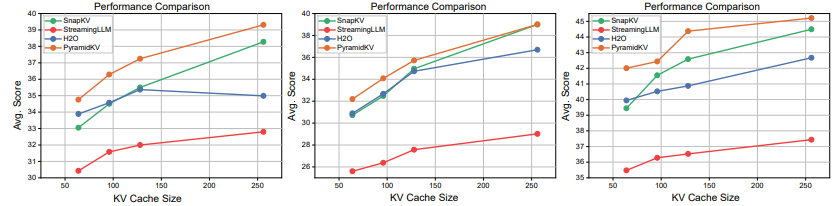 Performance Comparison
Avg. Score
40
39
38
37
36
35
34
33
32
31
30
SnapKV
StreamingLLM
H2O
PyramidKV
50
100
150
200
250
KV Cache Size
Performance Comparison
Avg. Score
40
38
36
34
32
30
28
26
SnapKV
StreamingLLM
H2O
PyramidKV
50
100
150
200
250
KV Cache Size
Performance Comparison
Avg. Score
45
44
43
42
41
40
39
38
37
36
35
SnapKV
StreamingLLM
H2O
PyramidKV
50
100
150
200
250
KV Cache Size